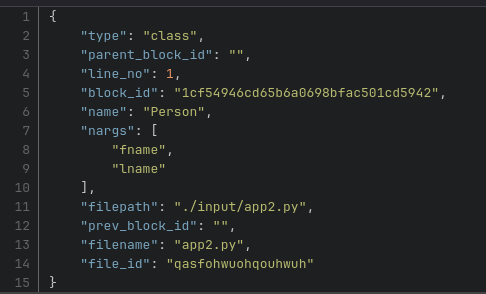 1 {
2     "type": "class",
3     "parent_block_id": "",
4     "line_no": 1,
5     "block_id": "1cf54946cd65b6a0698bfac501cd5942",
6     "name": "Person",
7     "nargs": [
8         "fname",
9         "lname"
10     ],
11     "filepath": "./input/app2.py",
12     "prev_block_id": "",
13     "filename": "app2.py",
14     "file_id": "qasfohwuohqouhwuh"
15 }